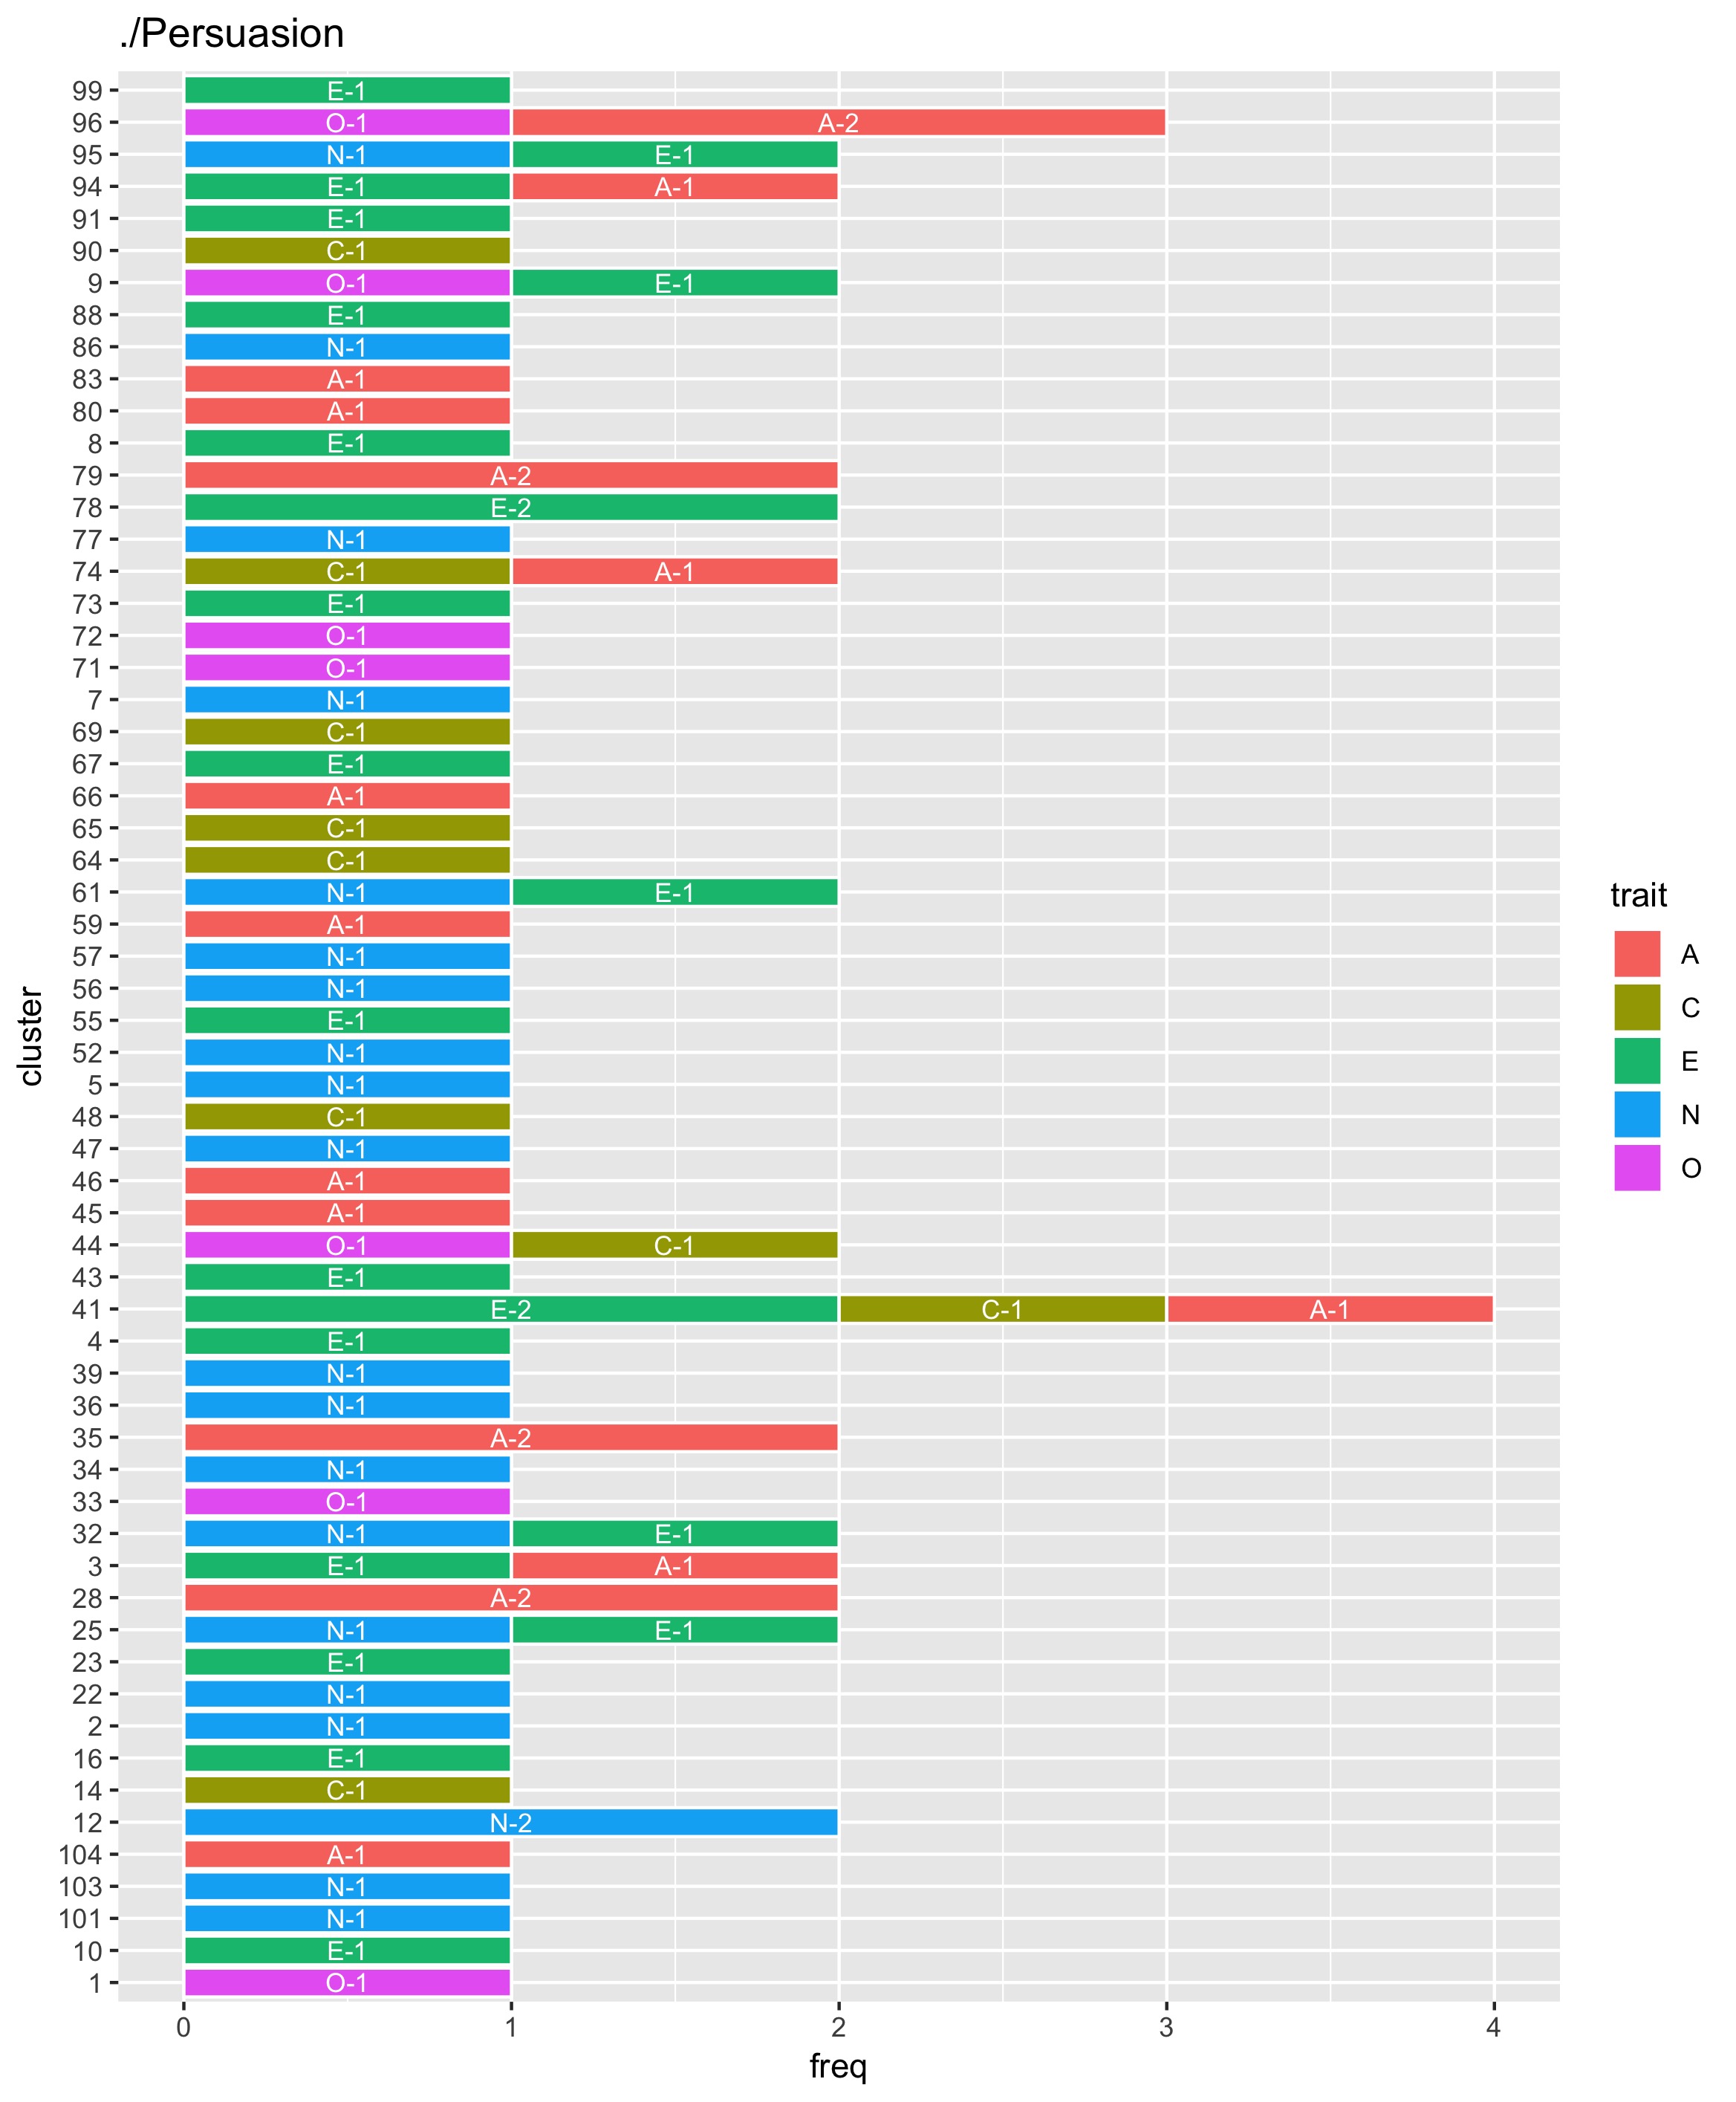 ./Persuasion
99 E-1
96 O-1 A-2
95 N-1 E-1
94 E-1 A-1
91 E-1
90 C-1
9 O-1 E-1
88 E-1
86 N-1
83 A-1
80 A-1
8 E-1
79 A-2
78 E-2
77 N-1
74 C-1 A-1
73 E-1
72 O-1
71 O-1
7 N-1
69 C-1
67 E-1
66 A-1
65 C-1
64 C-1
61 N-1 E-1
59 A-1
57 N-1
56 N-1
55 E-1
52 N-1
5 N-1
48 C-1
47 N-1
46 A-1
45 A-1
44 O-1 C-1
43 E-1
41 E-2 C-1 A-1
4 E-1
39 N-1
36 N-1
35 A-2
34 N-1
33 O-1
32 N-1 E-1
3 E-1 A-1
28 A-2
25 N-1 E-1
23 E-1
22 N-1
2 N-1
16 E-1
14 C-1
12 N-2
104 A-1
103 N-1
101 N-1
10 E-1
1 O-1
0 1 2 3 4
freq
cluster
trait
A
C
E
N
O